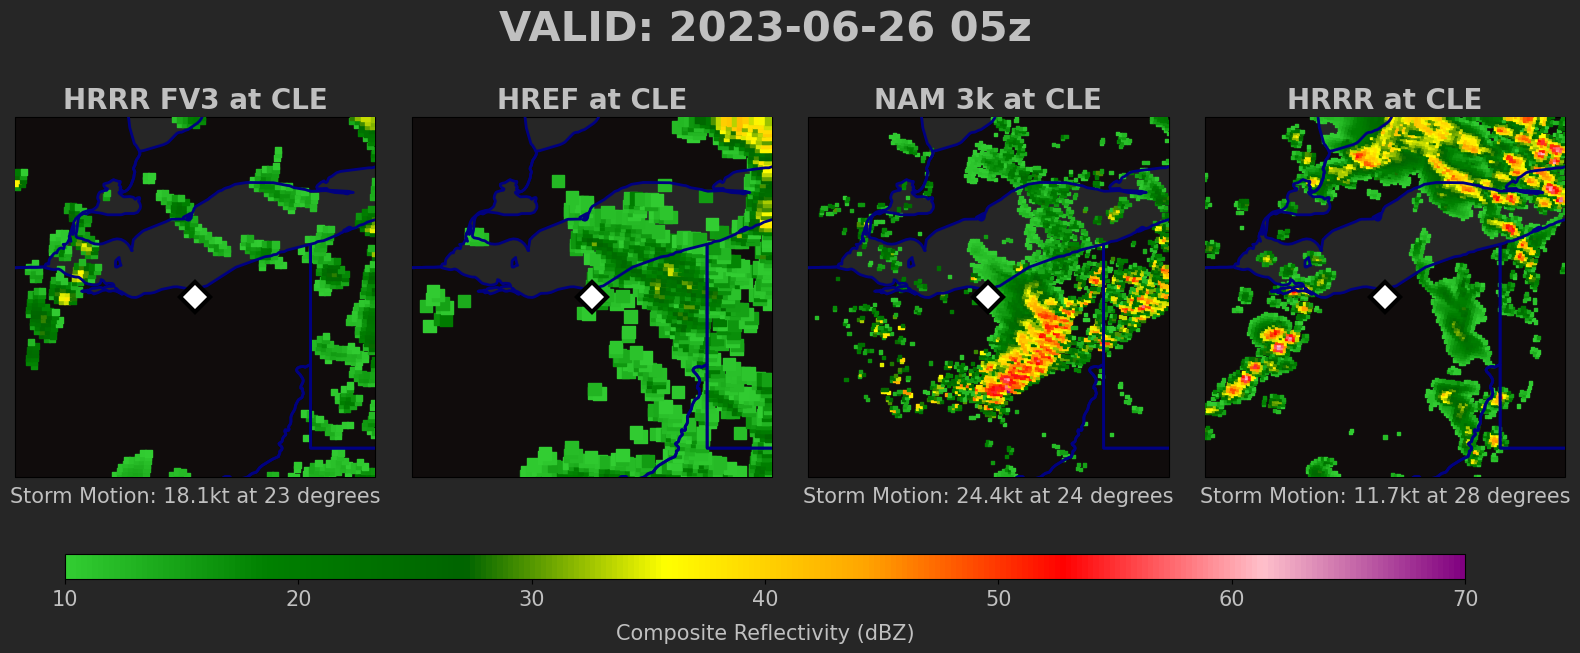 VALID: 2023-06-26 05z
HRRR FV3 at CLE
HREF at CLE
NAM 3k at CLE
HRRR at CLE
Storm Motion: 18.1kt at 23 degrees
Storm Motion: 24.4kt at 24 degrees
Storm Motion: 11.7kt at 28 degrees
10 20 30 40 50 60 70
Composite Reflectivity (dBZ)